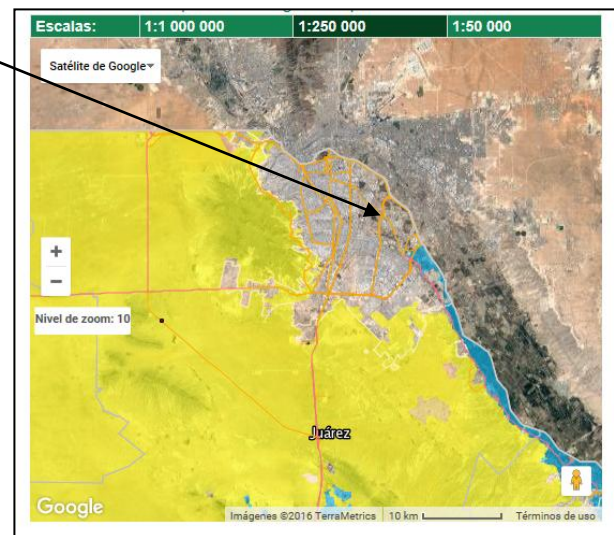 Escalas: 1:1 000 000 1:250 000 1:50 000
Satélite de Google
+
−
Nivel de zoom: 10
Juárez
Google
Imágenes ©2016 TerraMetrics 10 km Términos de uso